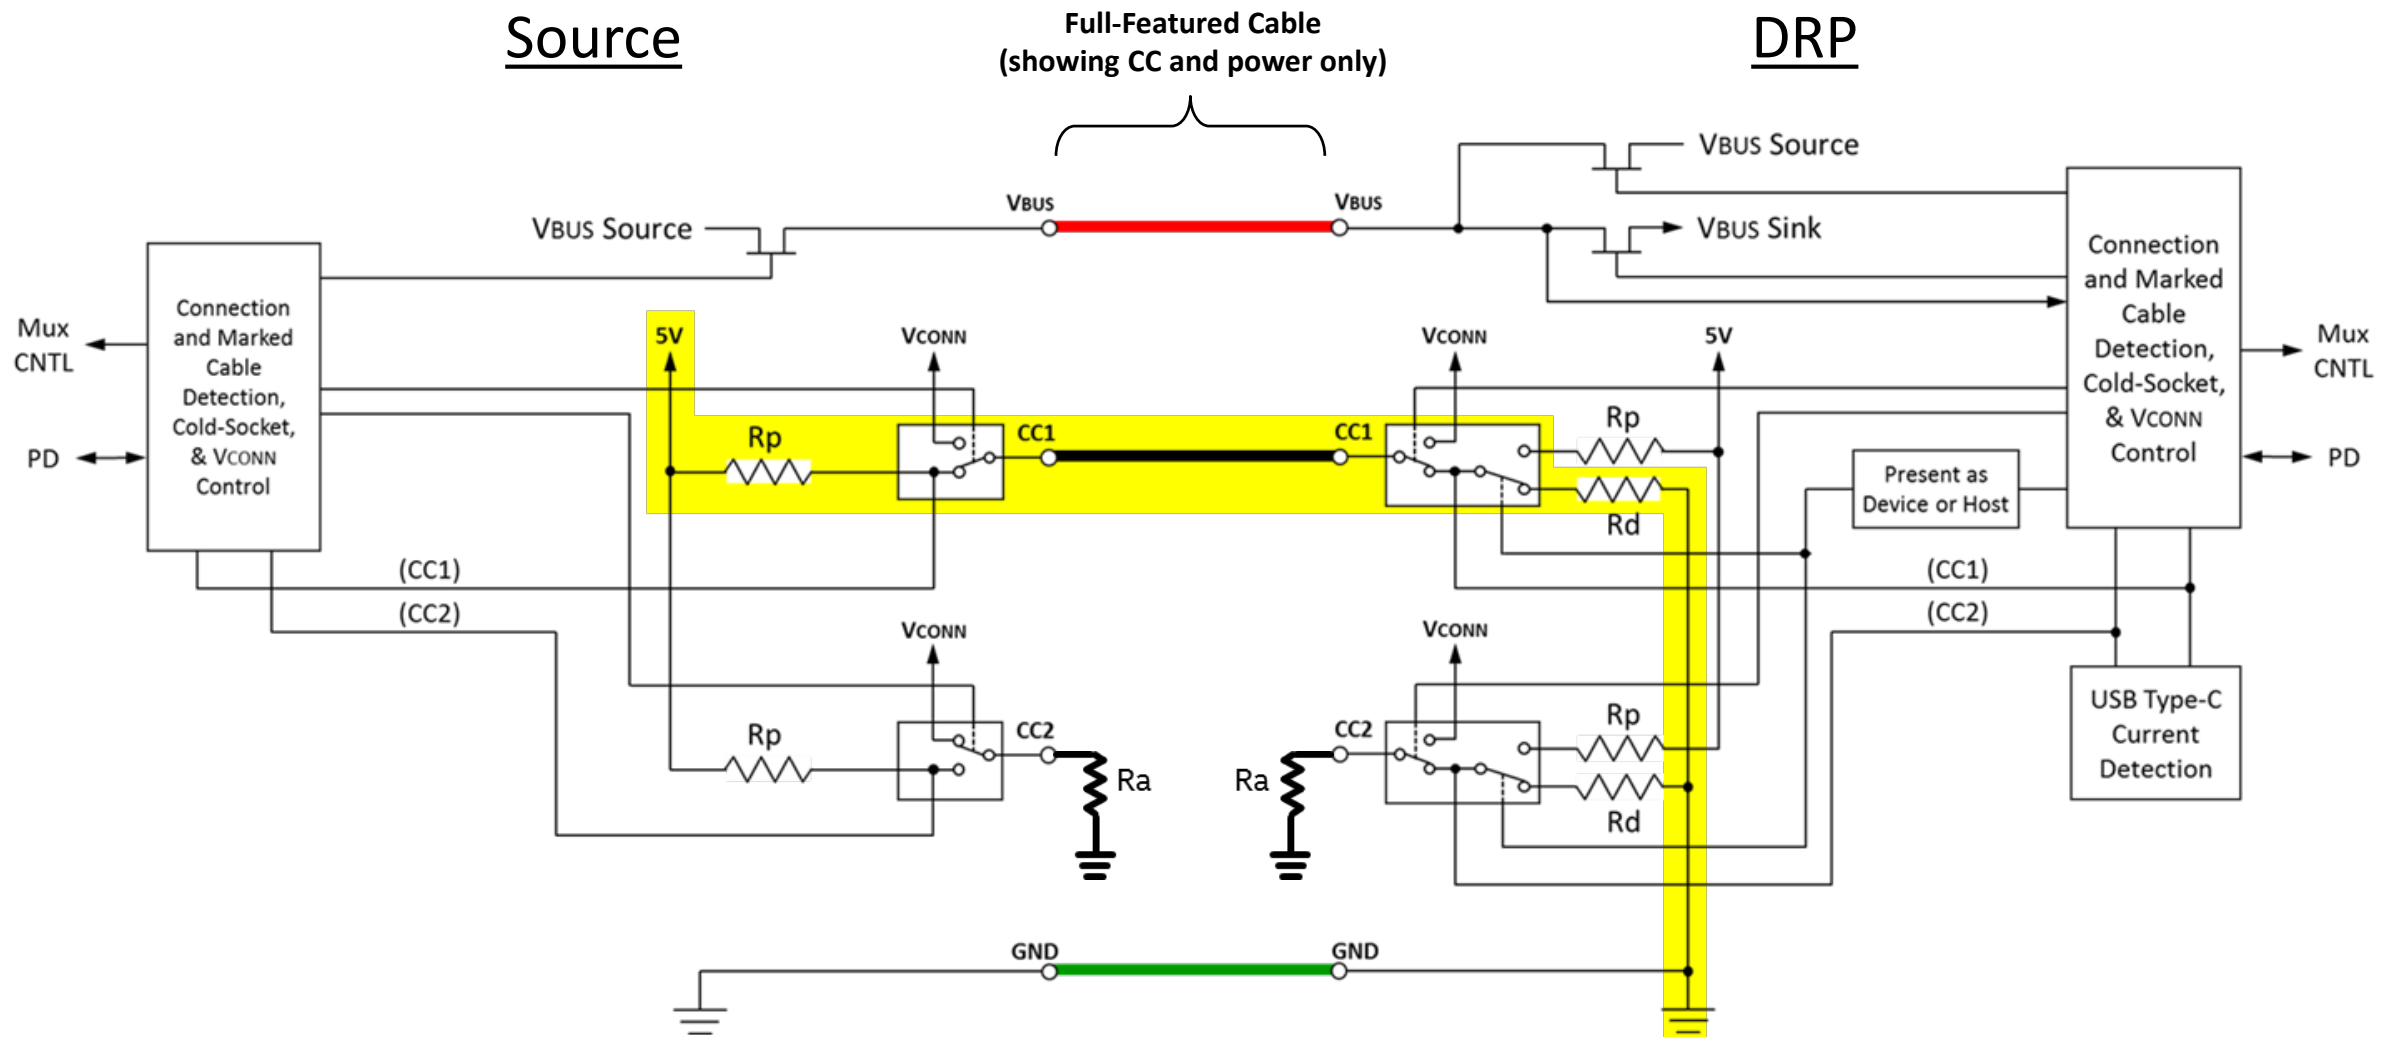 Source
Full-Featured Cable
(showing CC and power only)
DRP
VBUS Source
VBUS
VBUS
VBUS Source
VBUS Sink
Connection
and Marked
Cable
Detection,
Cold-Socket,
& VCONN
Control
Mux
CNTL
PD
5V
VCONN
VCONN
5V
Rp
CC1
CC1
Rp
Rd
Connection
and Marked
Cable
Detection,
Cold-Socket,
& VCONN
Control
Mux
CNTL
PD
Present as
Device or Host
(CC1)
(CC2)
(CC1)
(CC2)
VCONN
VCONN
Rp
CC2
Ra
Ra
CC2
Rp
Rd
USB Type-C
Current
Detection
GND
GND